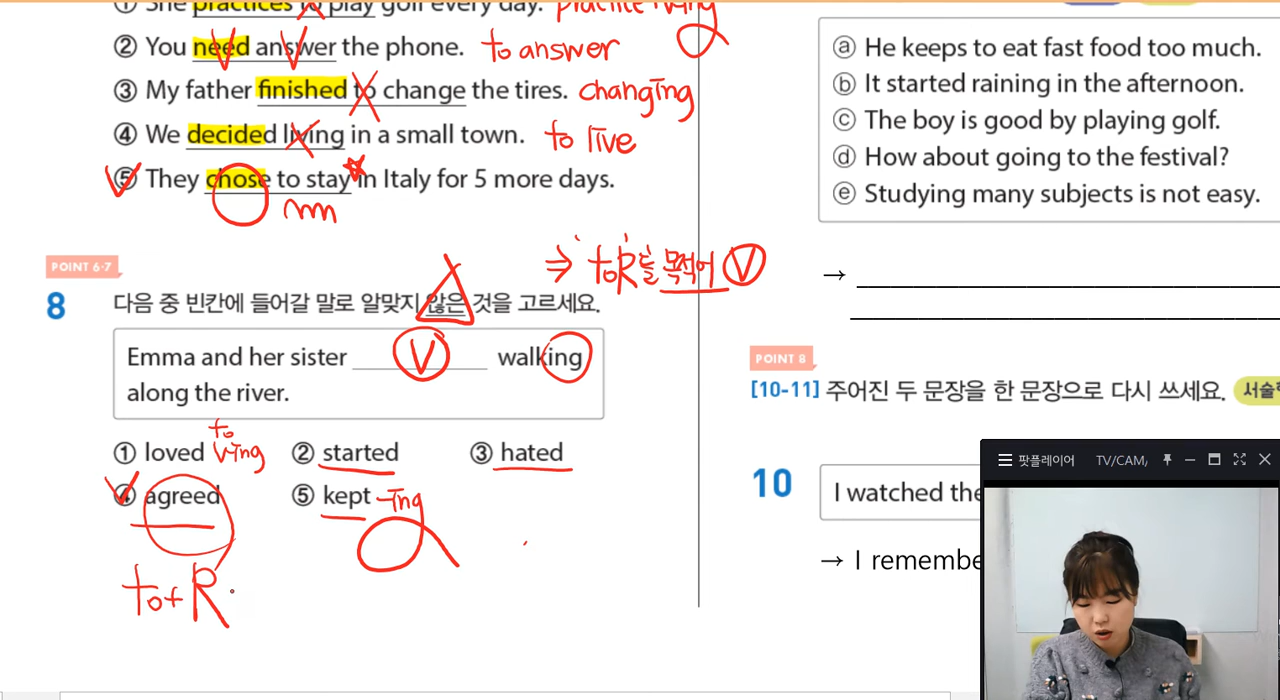 ① She practices to play golf every day. practice Ving
② You need answer the phone. to answer
③ My father finished to change the tires. changing
④ We decided living in a small town. to live
⑤ They chose to stay in Italy for 5 more days.
⇒ toR을 목적어 V
POINT 6-7
8 다음 중 빈칸에 들어갈 말로 알맞지 않은 것을 고르세요.
Emma and her sister ________ V walking
along the river.
to
① loved Ving ② started ③ hated
④ agreed ⑤ kept -ing
to+R
ⓐ He keeps to eat fast food too much.
ⓑ It started raining in the afternoon.
ⓒ The boy is good by playing golf.
ⓓ How about going to the festival?
ⓔ Studying many subjects is not easy.
→
POINT 8
[10-11] 주어진 두 문장을 한 문장으로 다시 쓰세요. 서술형
10 I watched the
→ I remembe
팟플레이어 TV/CAM/